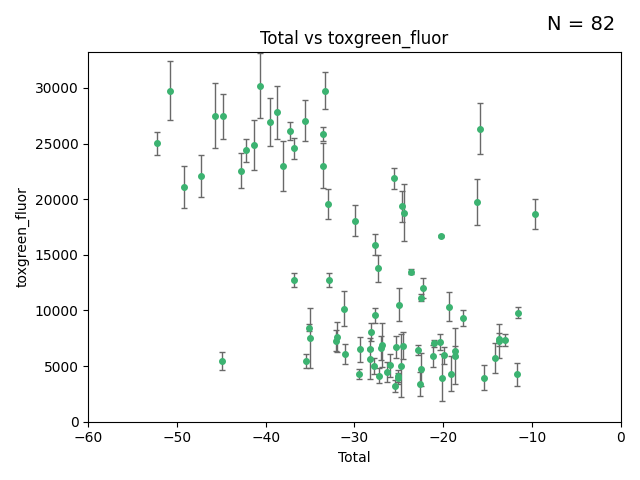 N = 82
Total vs toxgreen_fluor
30000
25000
20000
15000
10000
5000
0
toxgreen_fluor
−60 −50 −40 −30 −20 −10 0
Total